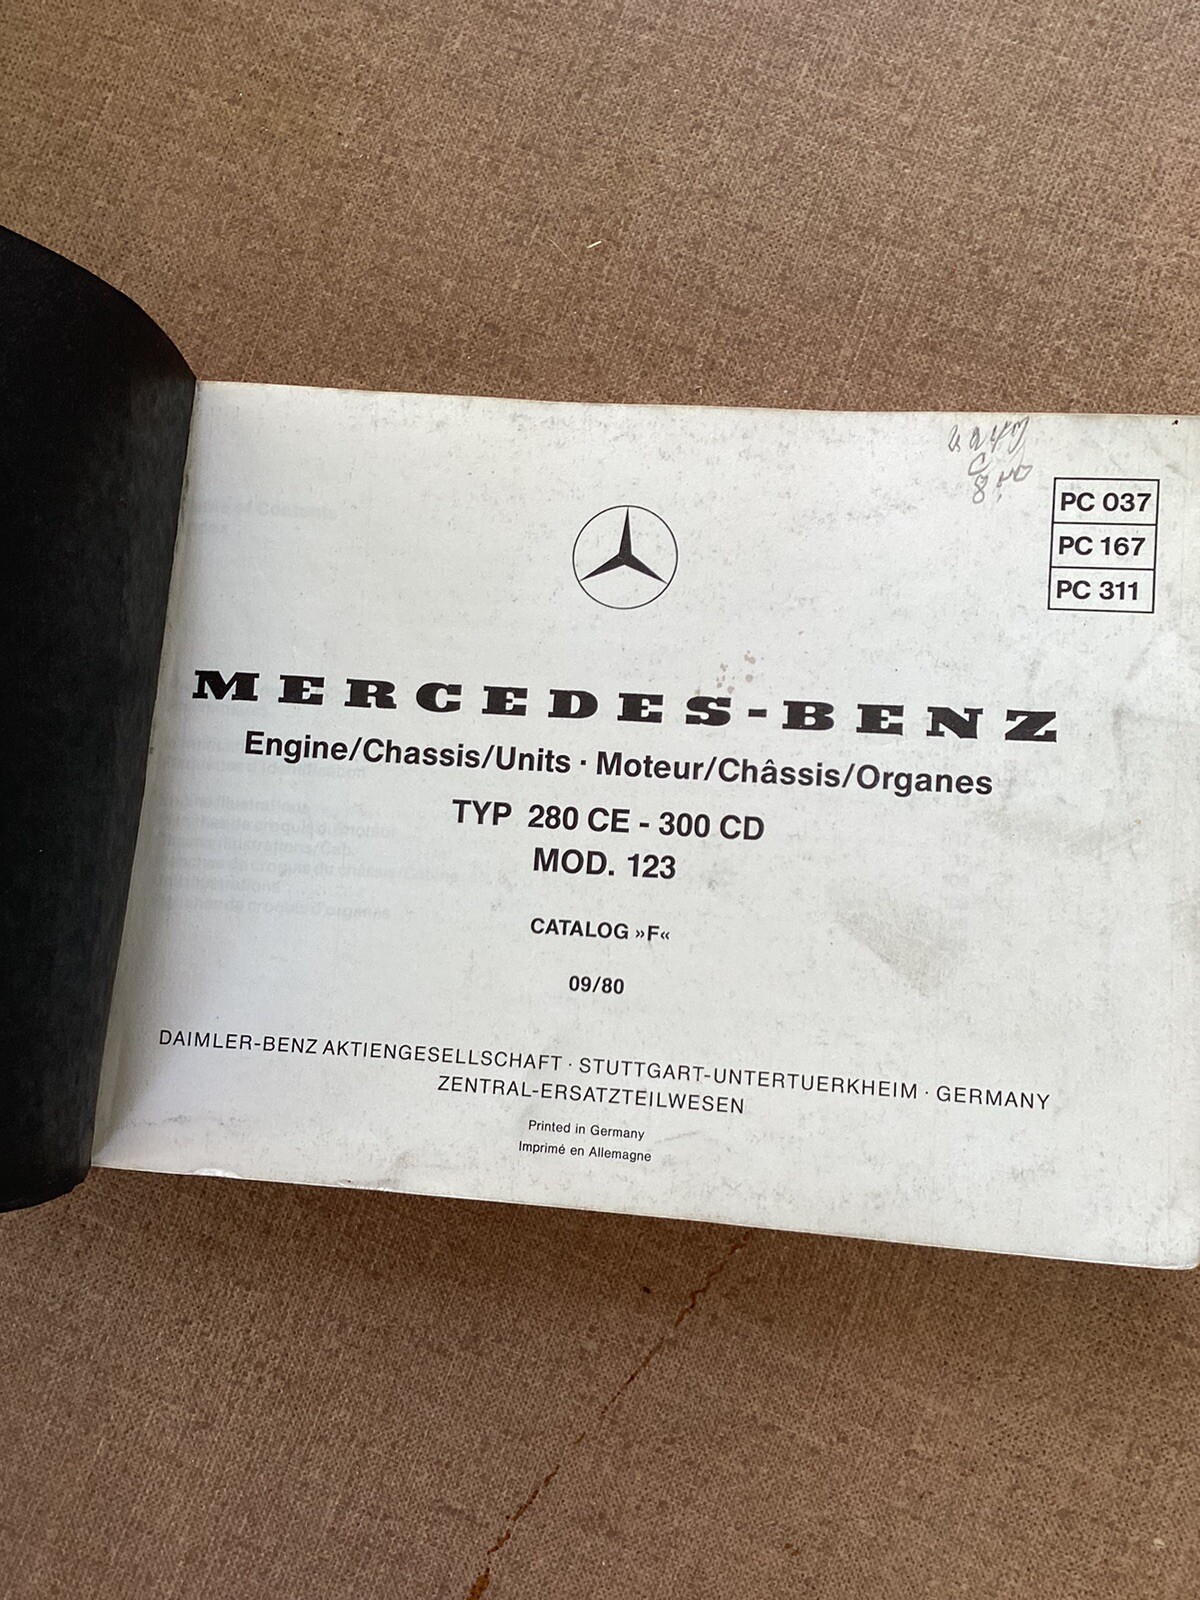 PC 037
PC 167
PC 311
MERCEDES-BENZ
Engine/Chassis/Units · Moteur/Châssis/Organes
TYP 280 CE - 300 CD
MOD. 123
CATALOG »F«
09/80
DAIMLER-BENZ AKTIENGESELLSCHAFT · STUTTGART-UNTERTUERKHEIM · GERMANY
ZENTRAL-ERSATZTEILWESEN
Printed in Germany
Imprimé en Allemagne